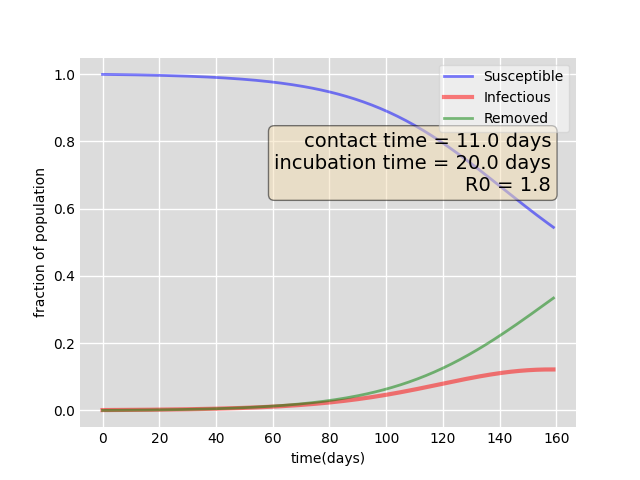 Susceptible
Infectious
Removed
contact time = 11.0 days
incubation time = 20.0 days
R0 = 1.8
fraction of population
1.0
0.8
0.6
0.4
0.2
0.0
0 20 40 60 80 100 120 140 160
time(days)